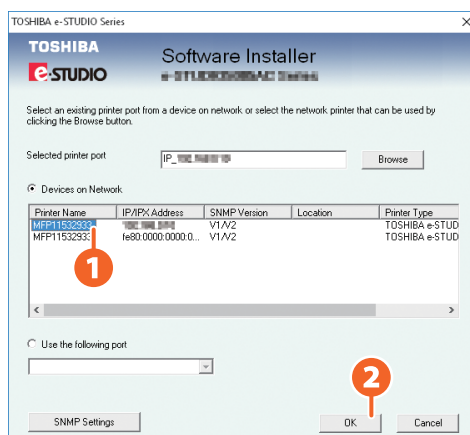 TOSHIBA e-STUDIO Series
TOSHIBA
e-STUDIO
Software Installer
Select an existing printer port from a device on network or select the network printer that can be used by
clicking the Browse button.
Selected printer port
IP_
Browse
Devices on Network
Printer Name IP/IPX Address SNMP Version Location Printer Type
MFP11532933 V1/V2 TOSHIBA e-STUD
MFP11532933 fe80:0000:0000:0... V1/V2 TOSHIBA e-STUD
1
Use the following port
2
SNMP Settings
OK
Cancel